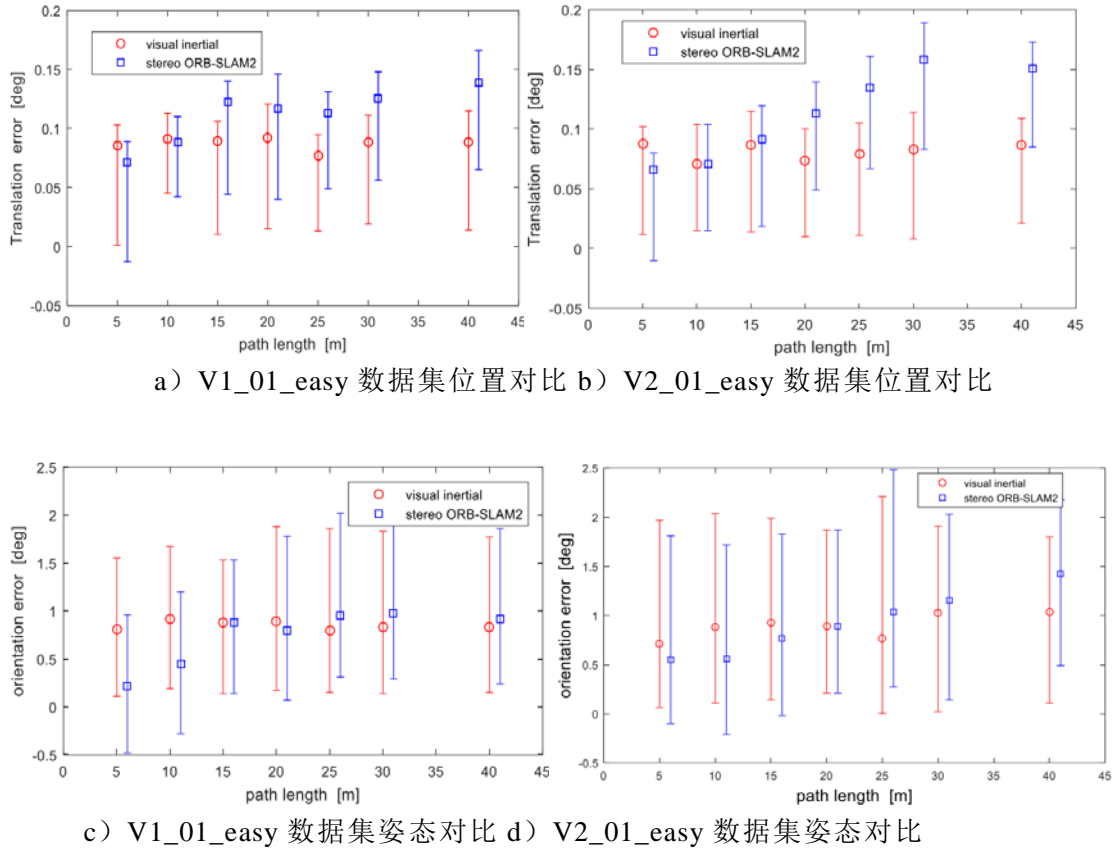 0.2
0.15
0.1
0.05
0
-0.05
Translation error [deg]
visual inertial
stereo ORB-SLAM2
0 5 10 15 20 25 30 35 40 45
path length [m]
0.2
0.15
0.1
0.05
0
-0.05
Translation error [deg]
visual inertial
stereo ORB-SLAM2
0 5 10 15 20 25 30 35 40 45
path length [m]
a）V1_01_easy 数据集位置对比 b）V2_01_easy 数据集位置对比
2.5
2
1.5
1
0.5
0
-0.5
orientation error [deg]
visual inertial
stereo ORB-SLAM2
0 5 10 15 20 25 30 35 40 45
path length [m]
2.5
2
1.5
1
0.5
0
-0.5
orientation error [deg]
visual inertial
stereo ORB-SLAM2
0 5 10 15 20 25 30 35 40 45
path length [m]
c）V1_01_easy 数据集姿态对比 d）V2_01_easy 数据集姿态对比